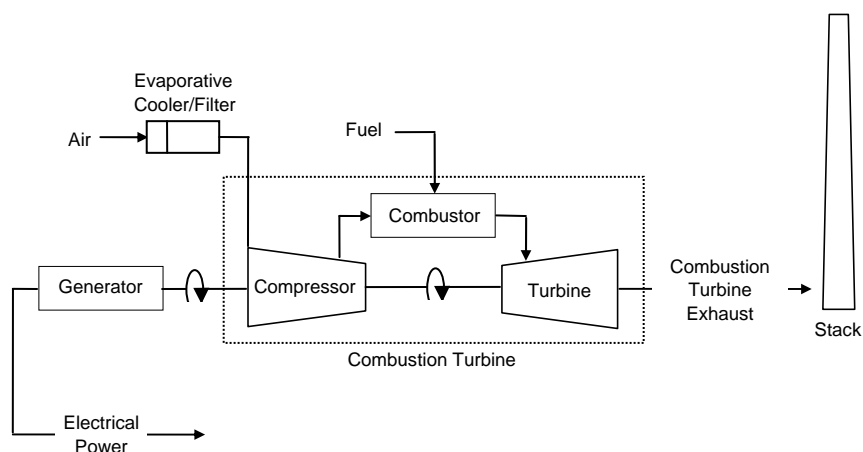 Evaporative
Cooler/Filter
Air
Fuel
Combustor
Generator
Compressor
Turbine
Combustion
Turbine
Exhaust
Stack
Combustion Turbine
Electrical
Power